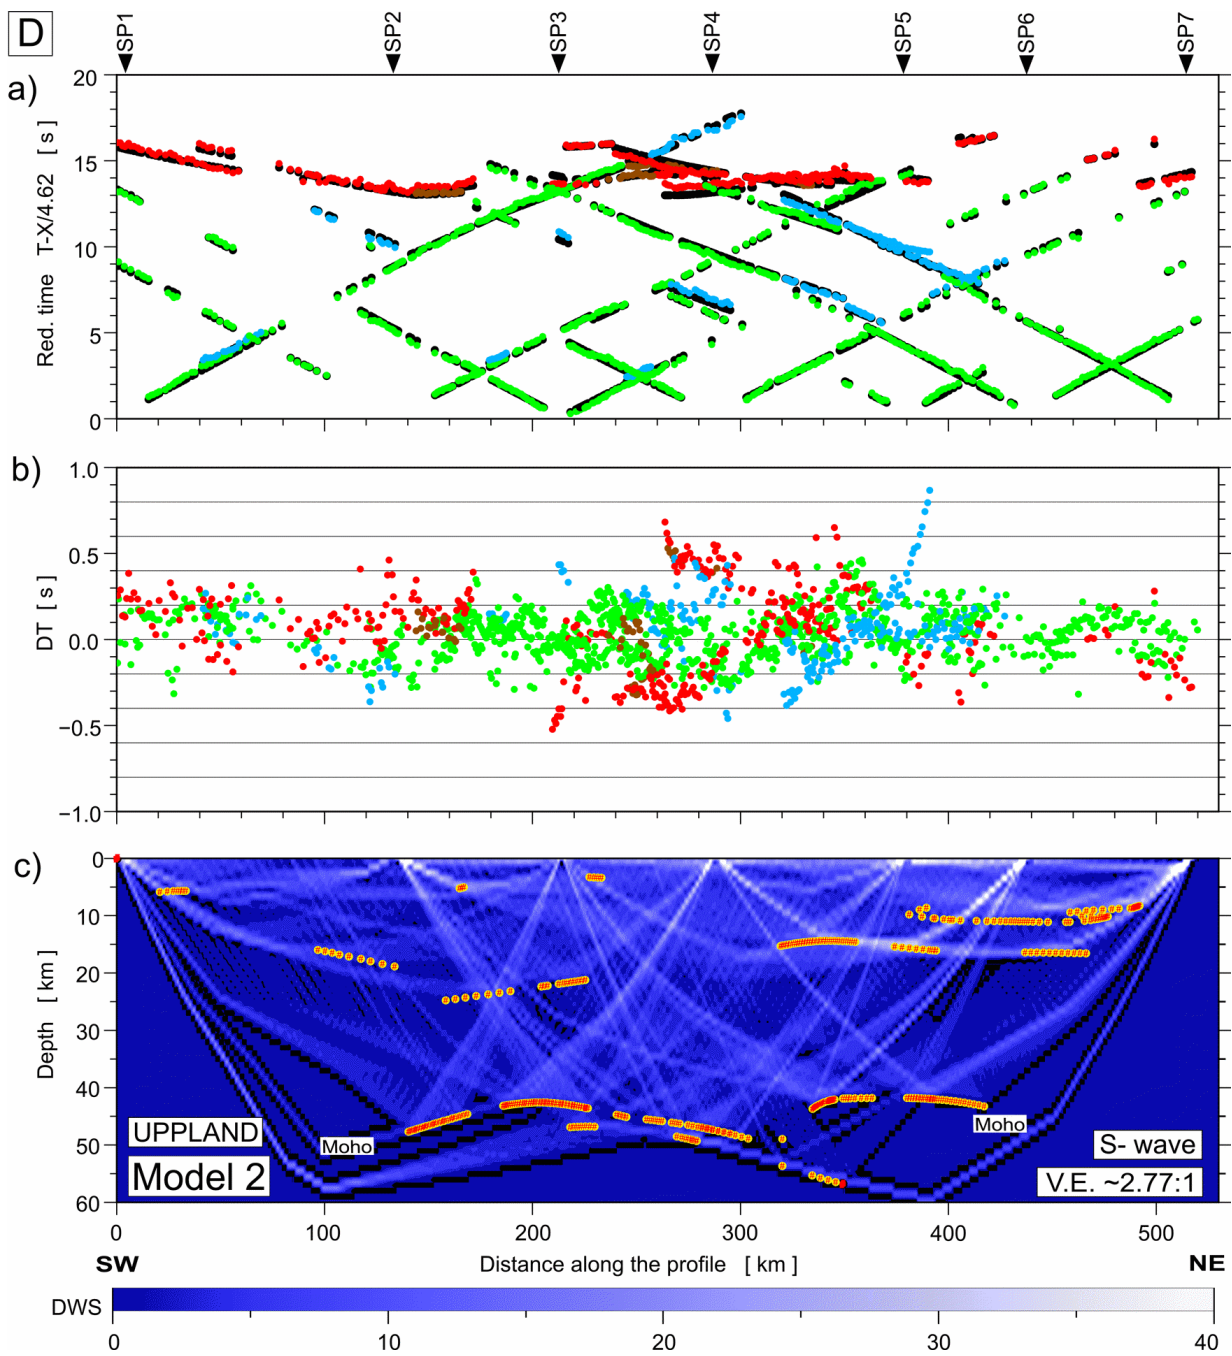 D
SP1 SP2 SP3 SP4 SP5 SP6 SP7
a)
20
15
10
5
0
Red. time T-X/4.62 [ s ]
b)
1.0
0.5
0.0
−0.5
−1.0
DT [ s ]
c)
0
10
20
30
40
50
60
Depth [ km ]
UPPLAND
Model 2
Moho
Moho
S- wave
V.E. ~2.77:1
0 100 200 300 400 500
SW Distance along the profile [ km ] NE
DWS
0 10 20 30 40